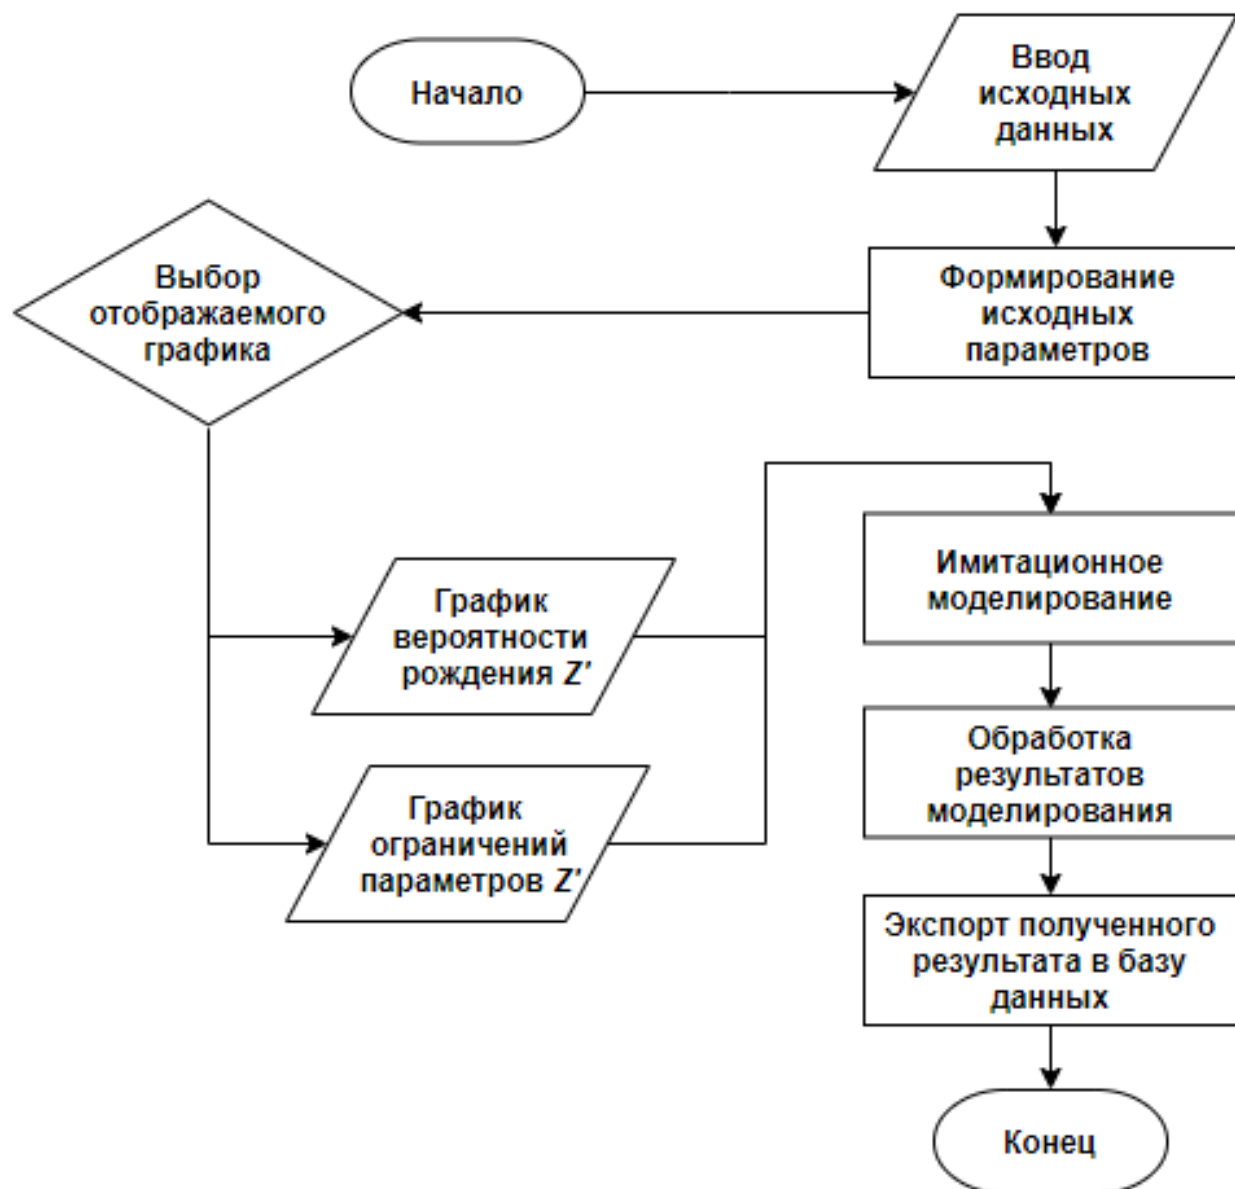 Начало
Ввод
исходных
данных
Формирование
исходных
параметров
Выбор
отображаемого
графика
График
вероятности
рождения Z'
График
ограничений
параметров Z'
Имитационное
моделирование
Обработка
результатов
моделирования
Экспорт полученного
результата в базу
данных
Конец